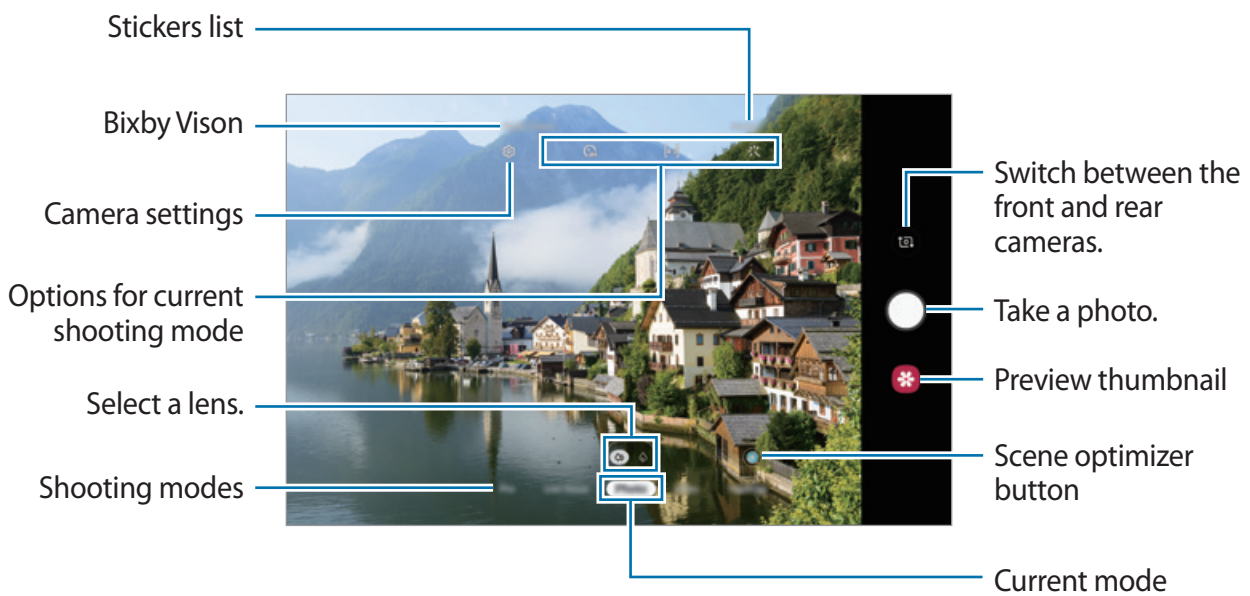 Stickers list
Bixby Vison
Camera settings
Options for current
shooting mode
Select a lens.
Shooting modes
Switch between the
front and rear
cameras.
Take a photo.
Preview thumbnail
Scene optimizer
button
Current mode